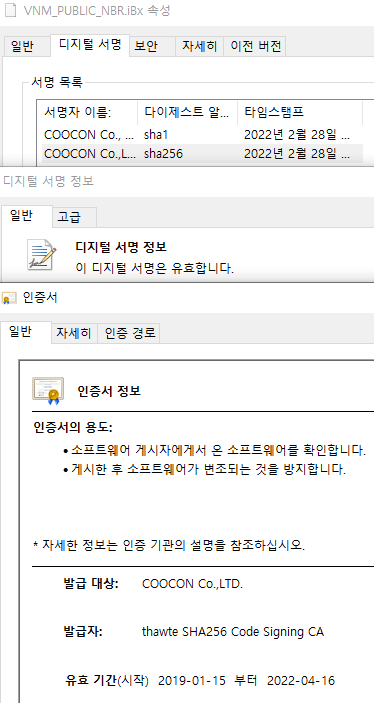 VNM_PUBLIC_NBR.iBx 속성
일반 디지털 서명 보안 자세히 이전 버전
서명 목록
서명자 이름: 다이제스트 알... 타임스탬프
COOCON Co., ... sha1 2022년 2월 28일 ...
COOCON Co.,L... sha256 2022년 2월 28일 ...
디지털 서명 정보
일반 고급
디지털 서명 정보
이 디지털 서명은 유효합니다.
인증서
일반 자세히 인증 경로
인증서 정보
인증서의 용도:
• 소프트웨어 게시자에게서 온 소프트웨어를 확인합니다.
• 게시한 후 소프트웨어가 변조되는 것을 방지합니다.
* 자세한 정보는 인증 기관의 설명을 참조하십시오.
발급 대상: COOCON Co.,LTD.
발급자: thawte SHA256 Code Signing CA
유효 기간(시작) 2019-01-15 부터 2022-04-16